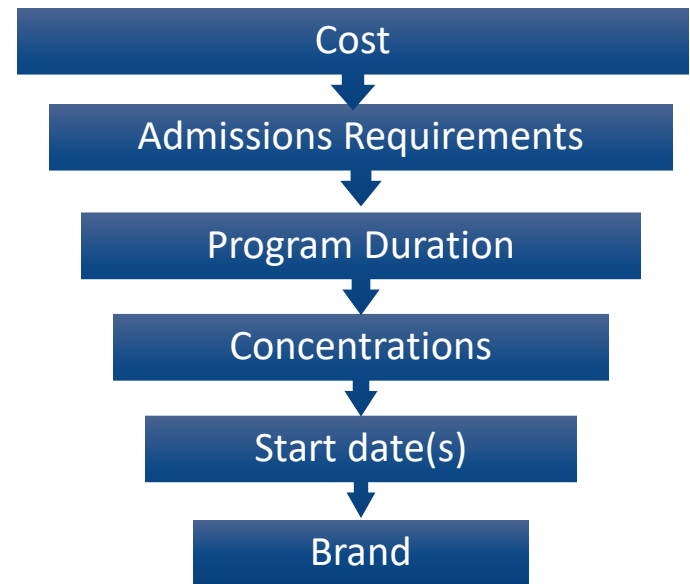 Cost
Admissions Requirements
Program Duration
Concentrations
Start date(s)
Brand